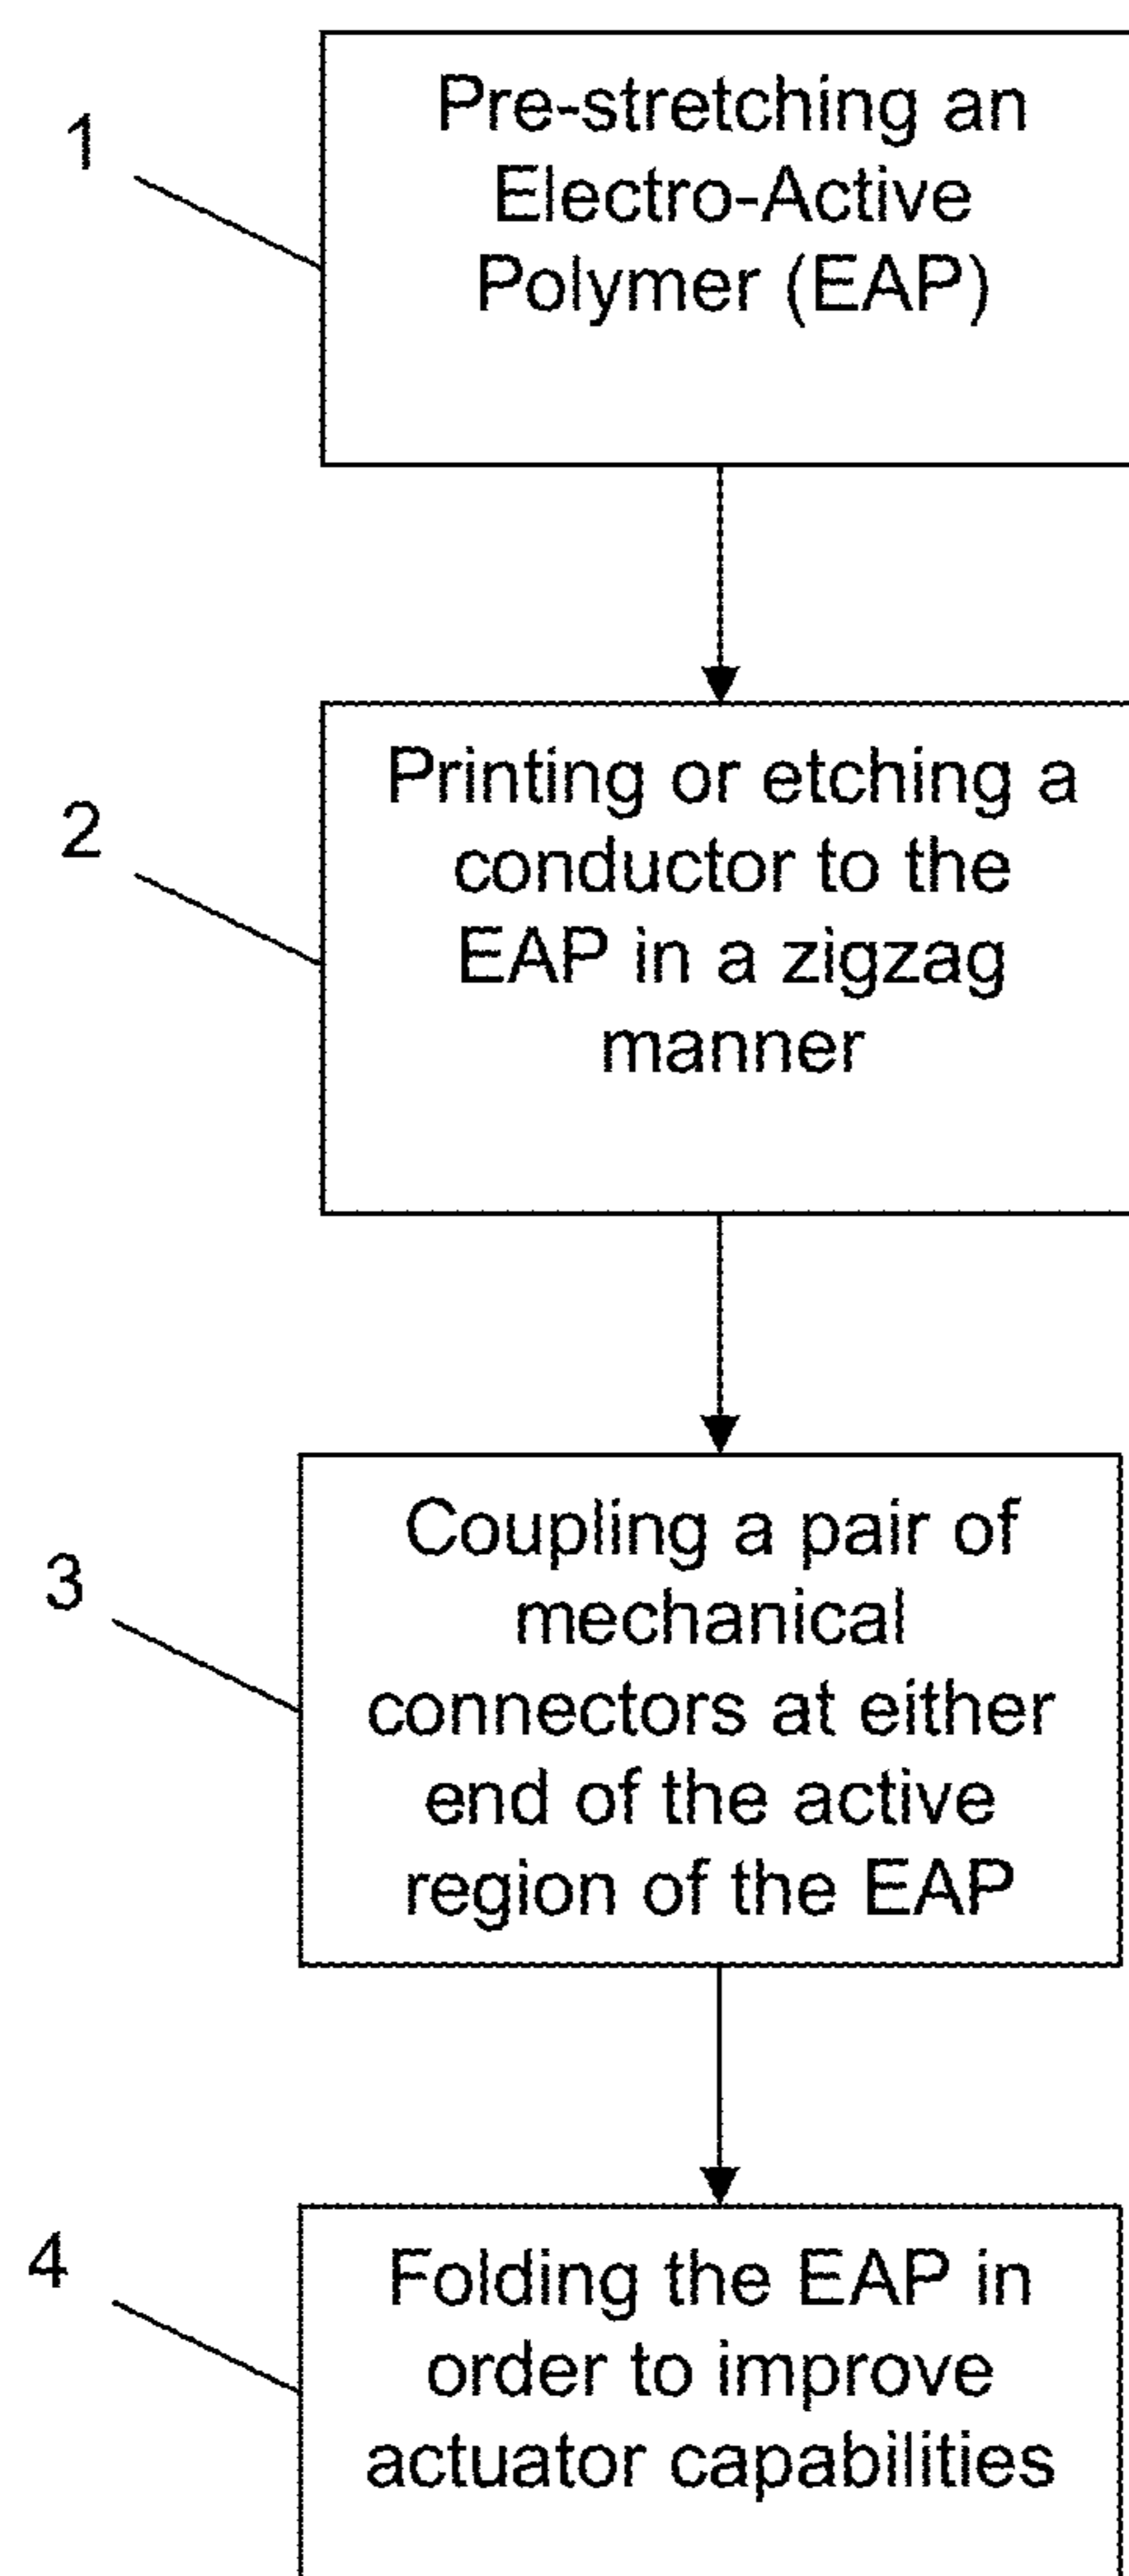 1
Pre-stretching an
Electro-Active
Polymer (EAP)
2
Printing or etching a
conductor to the
EAP in a zigzag
manner
3
Coupling a pair of
mechanical
connectors at either
end of the active
region of the EAP
4
Folding the EAP in
order to improve
actuator capabilities